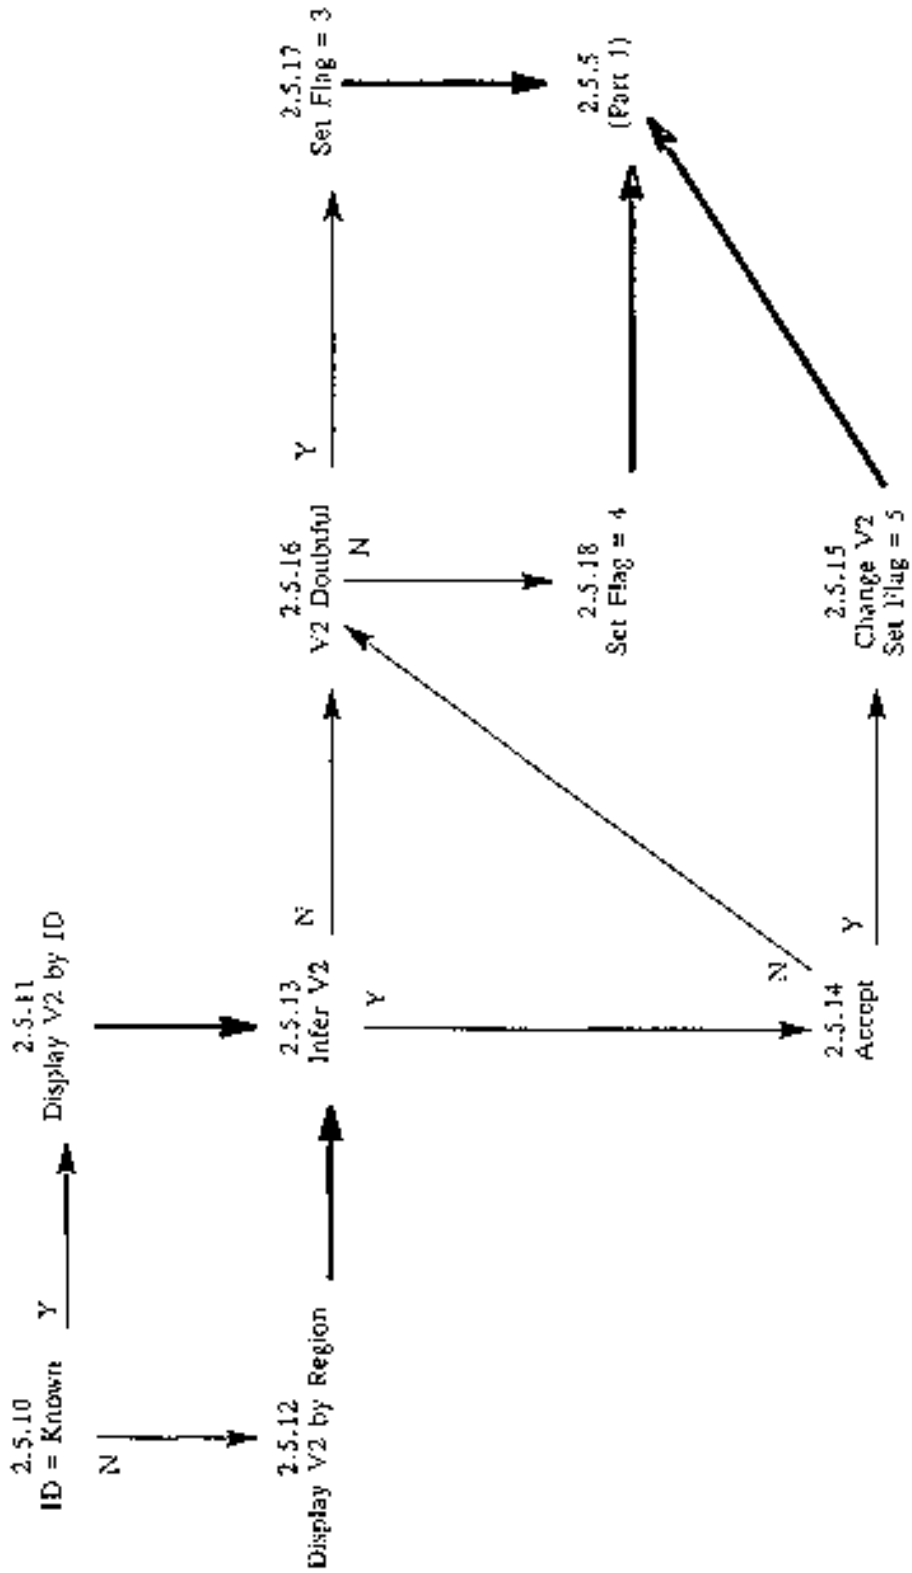 2.5.10
ID = Known
Y
N
2.5.11
Display V2 by ID
2.5.12
Display V2 by Region
2.5.13
Infer V2
N
Y
2.5.14
Accept
N
Y
2.5.16
V2 Doubtful
Y
N
2.5.18
Set Flag = 4
2.5.15
Change V2
Set Flag = 5
2.5.17
Set Flag = 3
2.5.5
(Part 1)